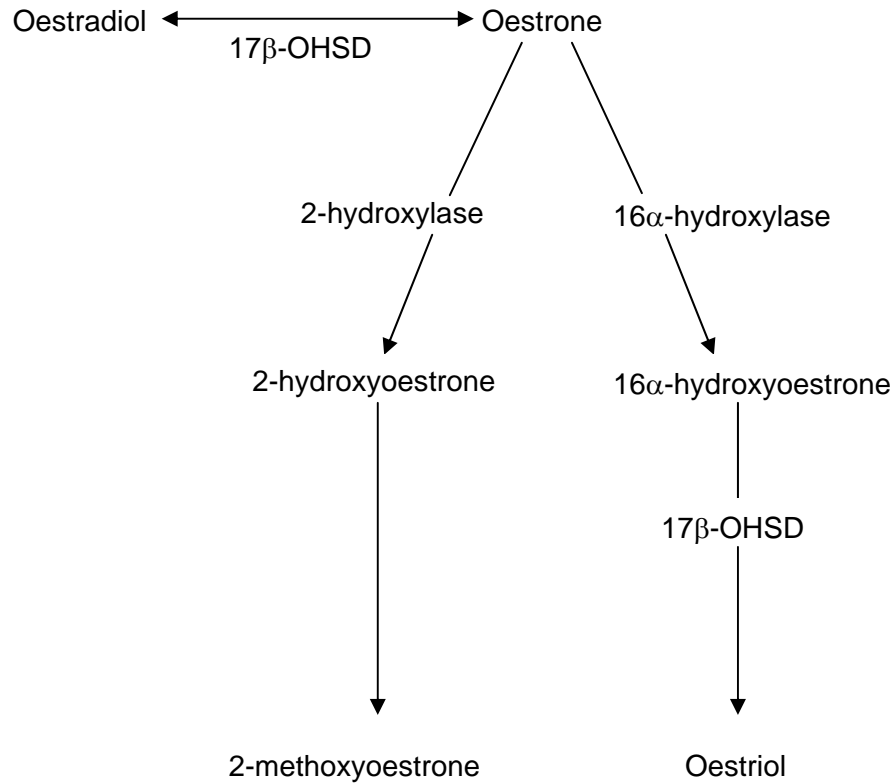 Oestradiol
Oestrone
17β-OHSD
2-hydroxylase
16α-hydroxylase
2-hydroxyoestrone
16α-hydroxyoestrone
17β-OHSD
2-methoxyoestrone
Oestriol